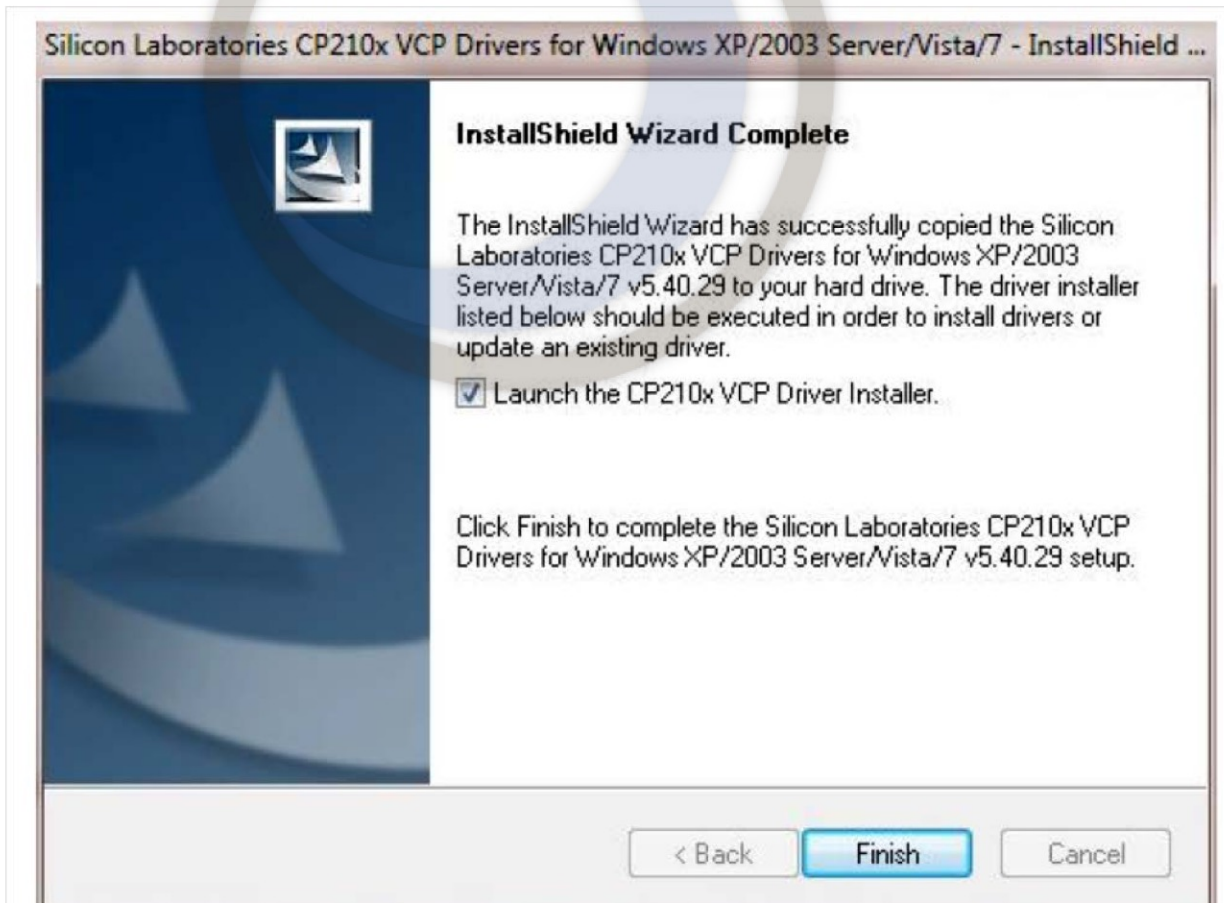 Silicon Laboratories CP210x VCP Drivers for Windows XP/2003 Server/Vista/7 - InstallShield ...
InstallShield Wizard Complete
The InstallShield Wizard has successfully copied the Silicon
Laboratories CP210x VCP Drivers for Windows XP/2003
Server/Vista/7 v5.40.29 to your hard drive. The driver installer
listed below should be executed in order to install drivers or
update an existing driver.
Launch the CP210x VCP Driver Installer.
Click Finish to complete the Silicon Laboratories CP210x VCP
Drivers for Windows XP/2003 Server/Vista/7 v5.40.29 setup.
< Back
Finish
Cancel